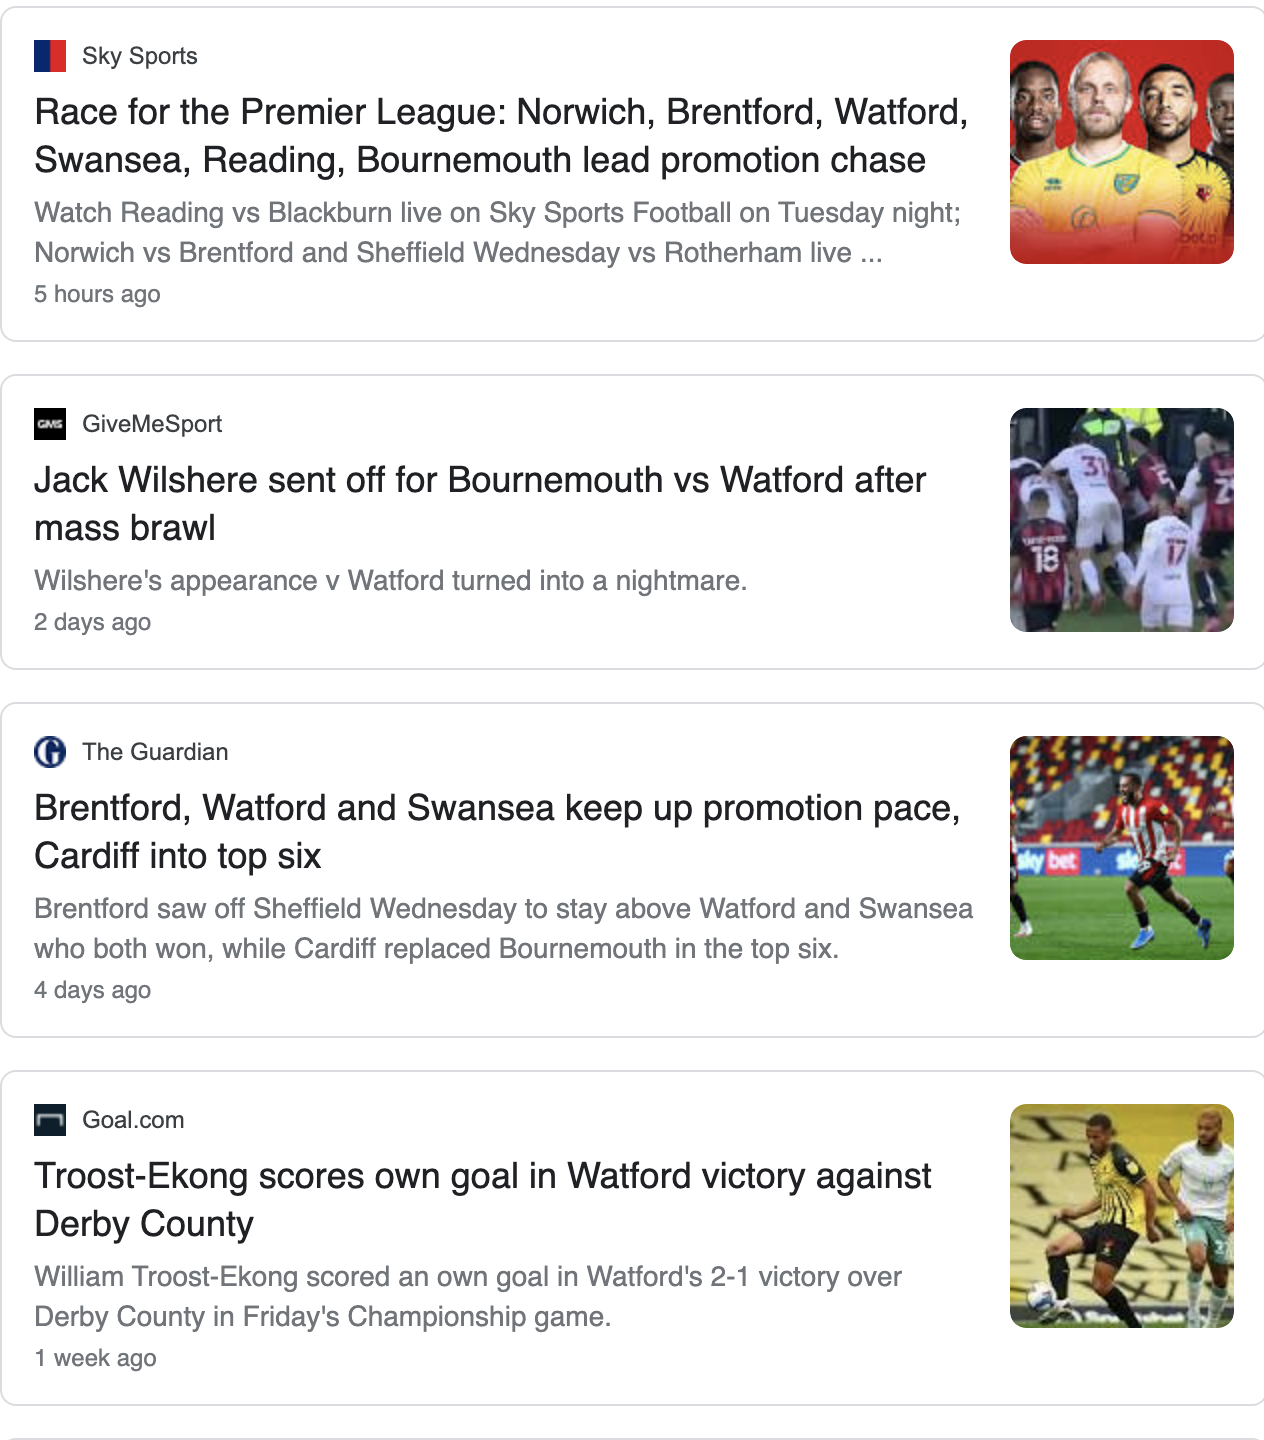 Sky Sports
Race for the Premier League: Norwich, Brentford, Watford,
Swansea, Reading, Bournemouth lead promotion chase
Watch Reading vs Blackburn live on Sky Sports Football on Tuesday night;
Norwich vs Brentford and Sheffield Wednesday vs Rotherham live ...
5 hours ago
GMS GiveMeSport
Jack Wilshere sent off for Bournemouth vs Watford after
mass brawl
Wilshere's appearance v Watford turned into a nightmare.
2 days ago
31
18
17
2
The Guardian
Brentford, Watford and Swansea keep up promotion pace,
Cardiff into top six
Brentford saw off Sheffield Wednesday to stay above Watford and Swansea
who both won, while Cardiff replaced Bournemouth in the top six.
4 days ago
sky bet
Goal.com
Troost-Ekong scores own goal in Watford victory against
Derby County
William Troost-Ekong scored an own goal in Watford's 2-1 victory over
Derby County in Friday's Championship game.
1 week ago